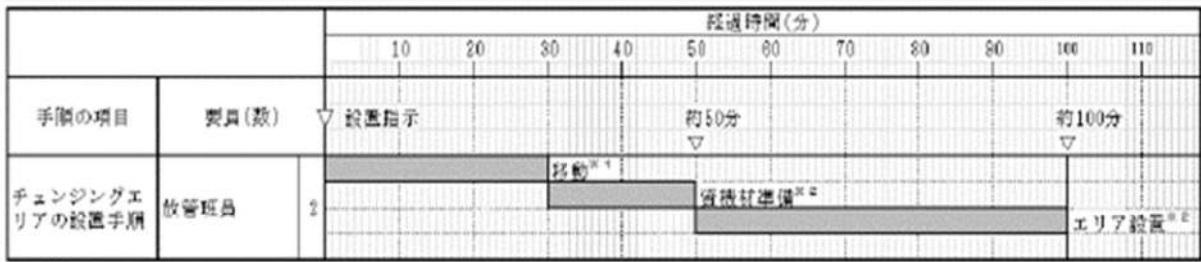 経過時間(分)
10 20 30 40 50 60 70 80 90 100 110
手順の項目 要員(数) ▽ 設置指示 約50分 約100分
▽ ▽
移動※1
チェンジングエ 放管班員 2 資機材準備※2
リアの設置手順 エリア設置※2